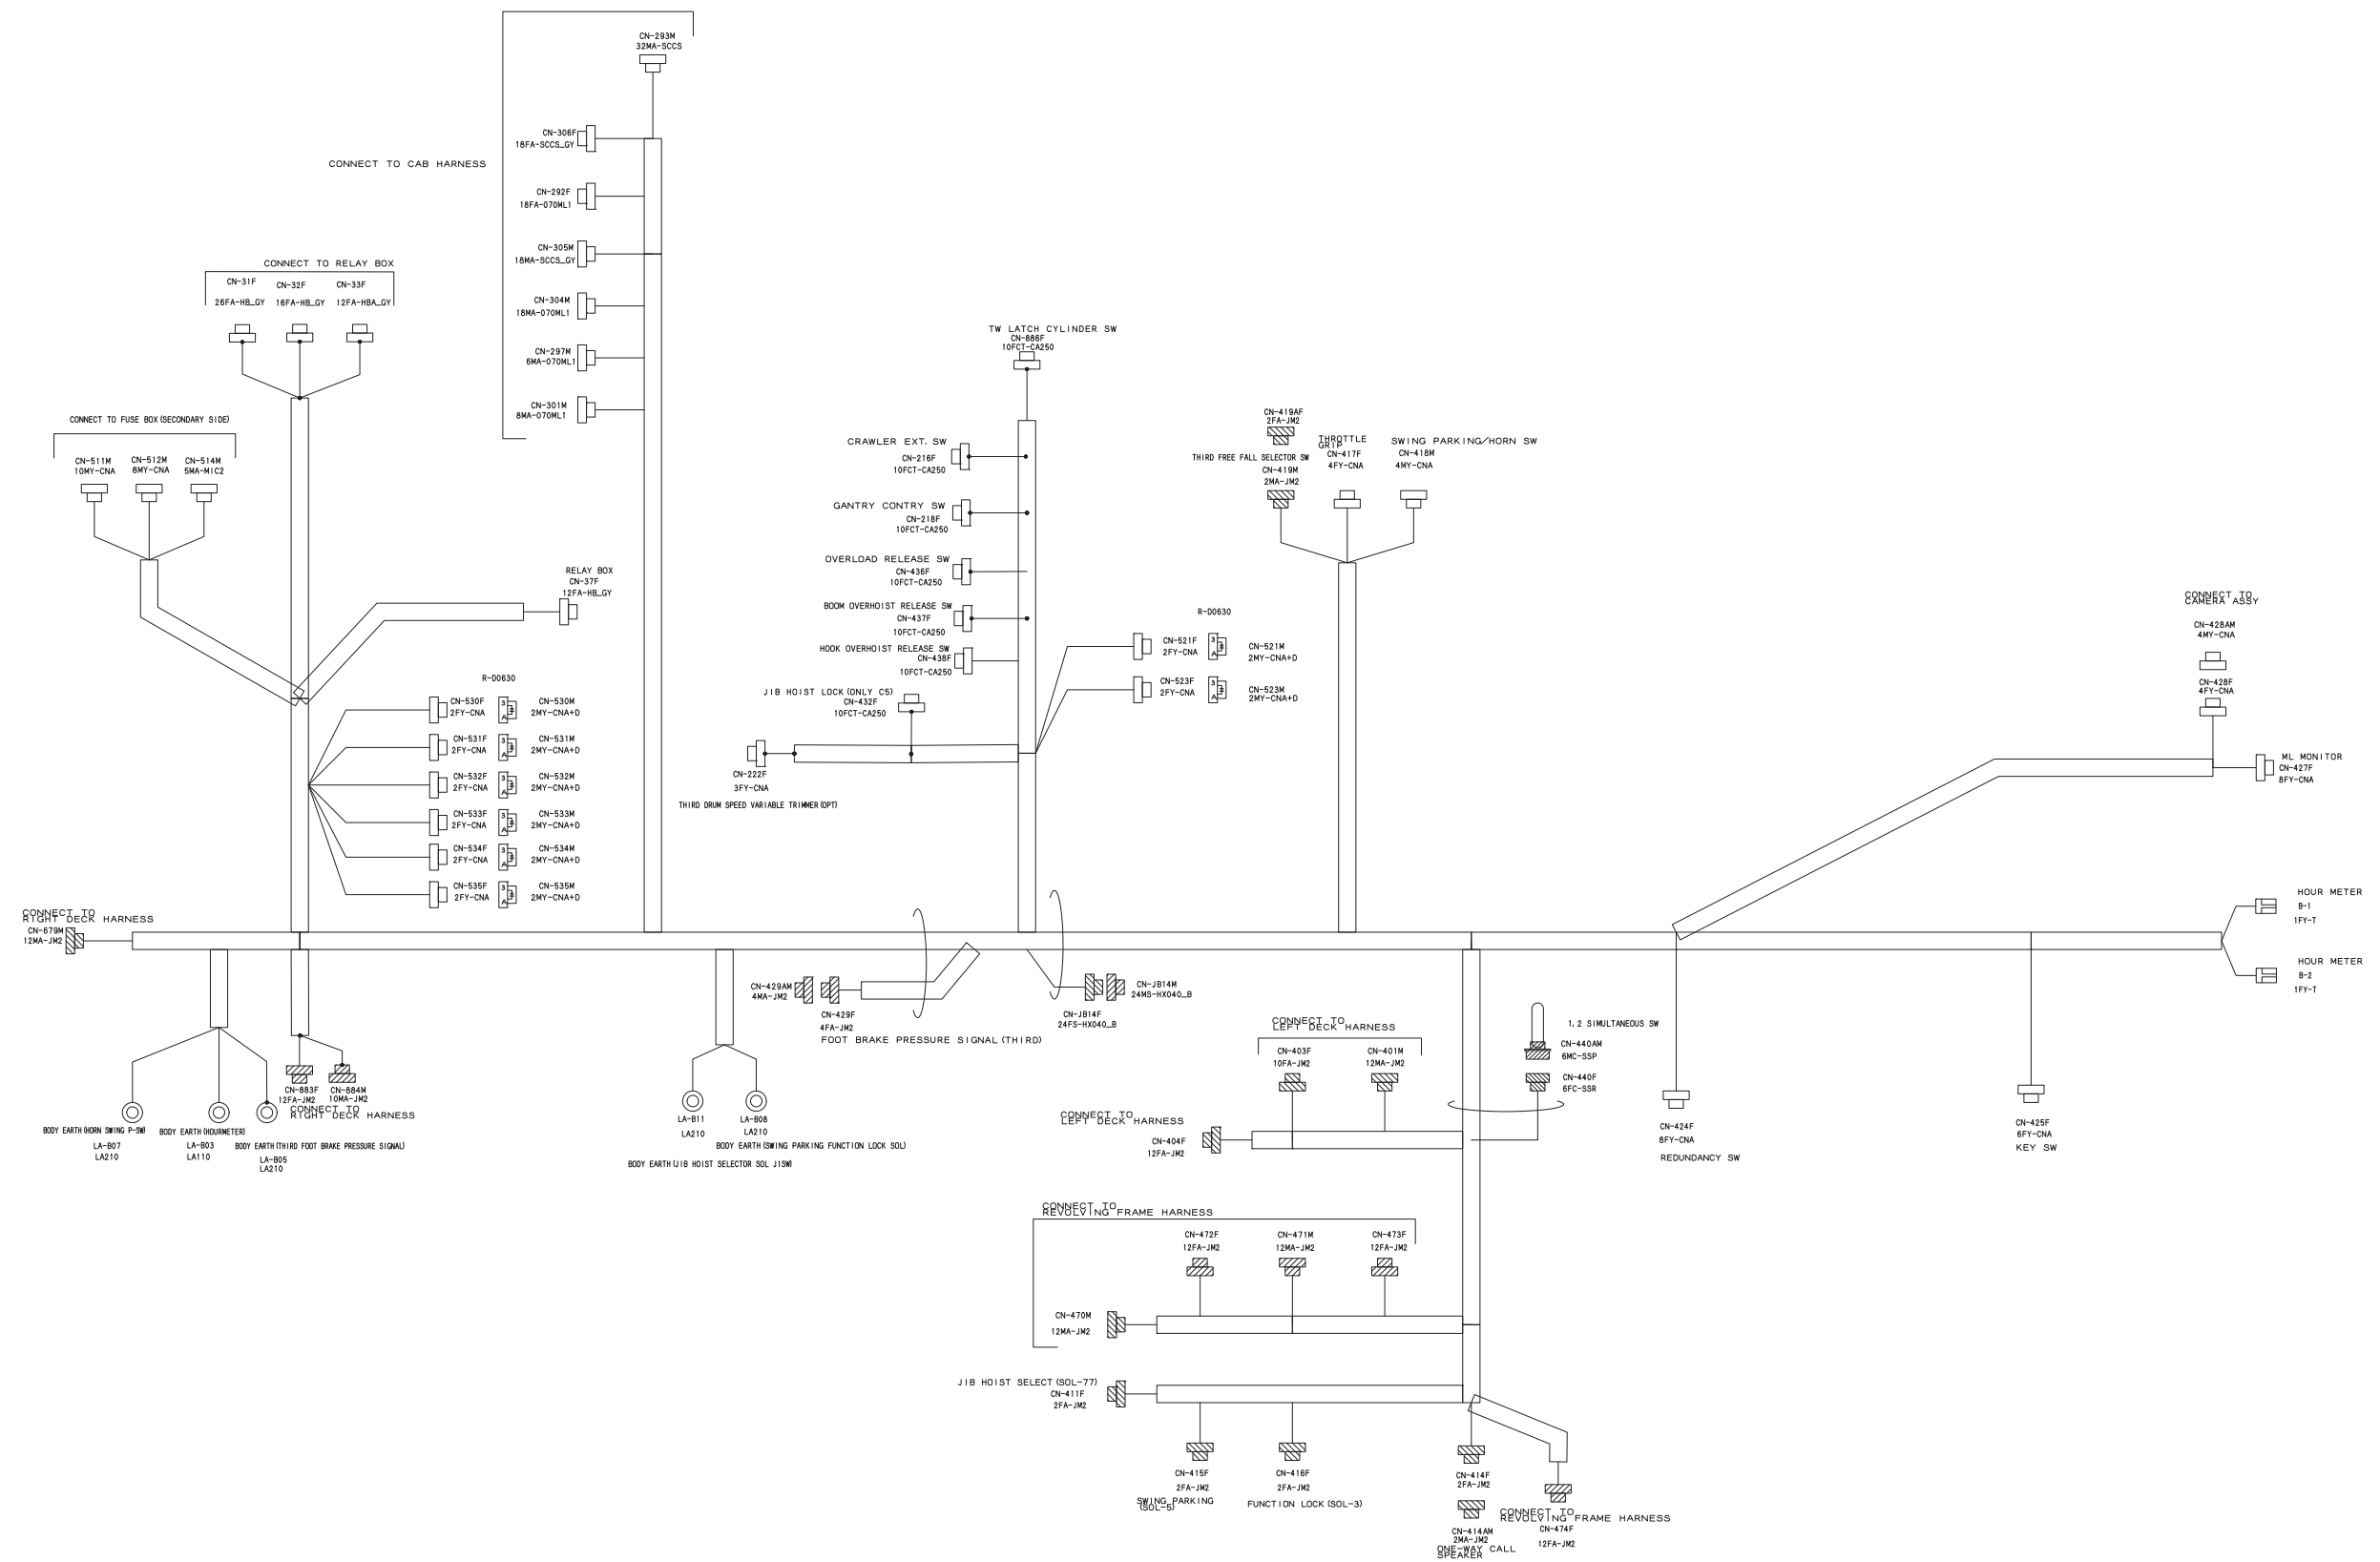 CN-293M
32MA-SCCS
CN-306F
18FA-SCCS_GY
CONNECT TO CAB HARNESS
CN-292F
18FA-070ML1
CN-305M
18MA-SCCS_GY
CN-304M
18MA-070ML1
CN-297M
6MA-070ML1
CN-301M
8MA-070ML1
CONNECT TO RELAY BOX
CN-31F
26FA-HB_GY
CN-32F
16FA-HB_GY
CN-33F
12FA-HBA_GY
CONNECT TO FUSE BOX(SECONDARY SIDE)
CN-511M
10MY-CNA
CN-512M
8MY-CNA
CN-514M
5MA-MIC2
RELAY BOX
CN-37F
12FA-HB_GY
R-D0630
CN-530F
2FY-CNA
3
A
CN-530M
2MY-CNA+D
CN-531F
2FY-CNA
3
A
CN-531M
2MY-CNA+D
CN-532F
2FY-CNA
3
A
CN-532M
2MY-CNA+D
CN-533F
2FY-CNA
3
A
CN-533M
2MY-CNA+D
CN-534F
2FY-CNA
3
A
CN-534M
2MY-CNA+D
CN-535F
2FY-CNA
3
A
CN-535M
2MY-CNA+D
TW LATCH CYLINDER SW
CN-886F
10FCT-CA250
CRAWLER EXT. SW
CN-216F
10FCT-CA250
GANTRY CONTRY SW
CN-218F
10FCT-CA250
OVERLOAD RELEASE SW
CN-436F
10FCT-CA250
BOOM OVERHOIST RELEASE SW
CN-437F
10FCT-CA250
HOOK OVERHOIST RELEASE SW
CN-438F
10FCT-CA250
JIB HOIST LOCK(ONLY C5)
CN-432F
10FCT-CA250
CN-222F
3FY-CNA
THIRD DRUM SPEED VARIABLE TRIMMER(OPT)
R-D0630
CN-521F
2FY-CNA
3
A
CN-521M
2MY-CNA+D
CN-523F
2FY-CNA
3
A
CN-523M
2MY-CNA+D
CN-419AF
2FA-JM2
THIRD FREE FALL SELECTOR SW
CN-419M
2MA-JM2
THROTTLE
GRIP
CN-417F
4FY-CNA
SWING PARKING/HORN SW
CN-418M
4MY-CNA
CONNECT TO
CAMERA ASSY
CN-428AM
4MY-CNA
CN-428F
4FY-CNA
ML MONITOR
CN-427F
8FY-CNA
HOUR METER
B-1
1FY-T
HOUR METER
B-2
1FY-T
CONNECT TO
RIGHT DECK HARNESS
CN-679M
12MA-JM2
CN-883F
12FA-JM2
CN-884M
10MA-JM2
CONNECT TO
RIGHT DECK HARNESS
BODY EARTH(HORN SWING P-SW)
LA-B07
LA210
BODY EARTH(HOURMETER)
LA-B03
LA110
BODY EARTH(THIRD FOOT BRAKE PRESSURE SIGNAL)
LA-B05
LA210
LA-B11
LA210
LA-B08
LA210
BODY EARTH(SWING PARKING FUNCTION LOCK SOL)
BODY EARTH(JIB HOIST SELECTOR SOL JISW)
CN-429AM
4MA-JM2
CN-429F
4FA-JM2
FOOT BRAKE PRESSURE SIGNAL(THIRD)
CN-JB14M
24MS-HX040_B
CN-JB14F
24FS-HX040_B
CONNECT TO
LEFT DECK HARNESS
CN-403F
10FA-JM2
CN-401M
12MA-JM2
CONNECT TO
LEFT DECK HARNESS
CN-404F
12FA-JM2
1.2 SIMULTANEOUS SW
CN-440AM
6MC-SSP
CN-440F
6FC-SSR
CN-424F
8FY-CNA
REDUNDANCY SW
CN-425F
6FY-CNA
KEY SW
CONNECT TO
REVOLVING FRAME HARNESS
CN-472F
12FA-JM2
CN-471M
12MA-JM2
CN-473F
12FA-JM2
CN-470M
12MA-JM2
JIB HOIST SELECT(SOL-77)
CN-411F
2FA-JM2
CN-415F
2FA-JM2
SWING PARKING
(SOL-5)
CN-416F
2FA-JM2
FUNCTION LOCK(SOL-3)
CN-414F
2FA-JM2
CN-414AM
2MA-JM2
ONE-WAY CALL
SPEAKER
CONNECT TO
REVOLVING FRAME HARNESS
CN-474F
12FA-JM2